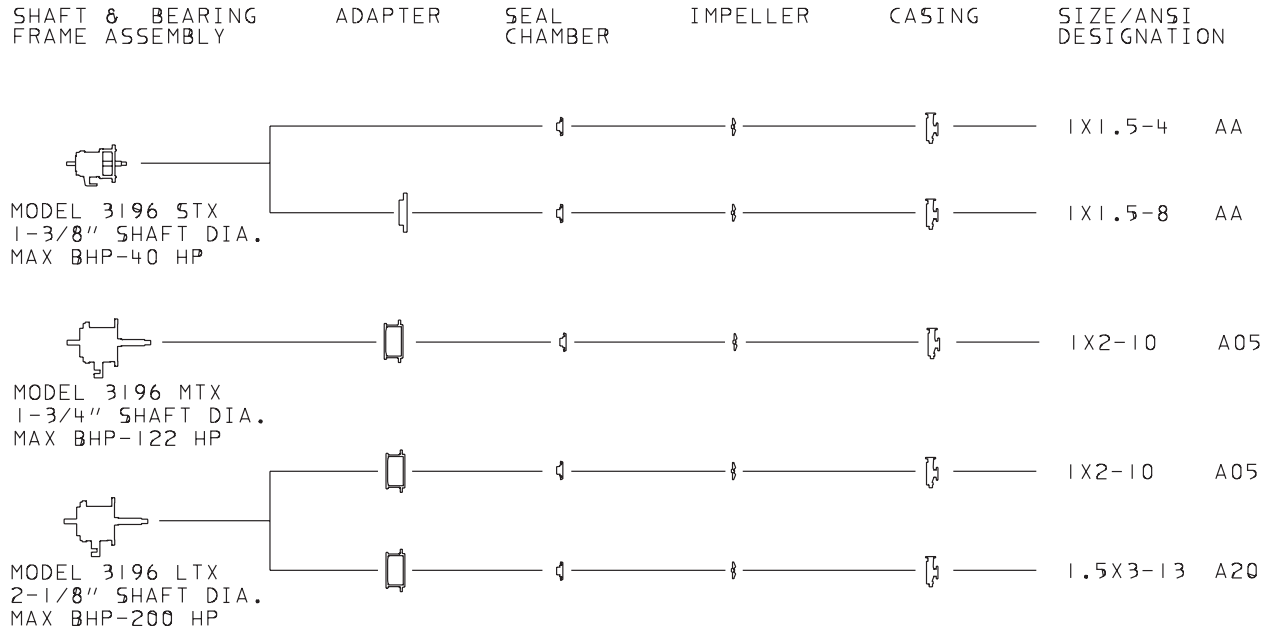 SHAFT & BEARING FRAME ASSEMBLY
ADAPTER
SEAL CHAMBER
IMPELLER
CASING
SIZE/ANSI DESIGNATION
1X1.5-4 AA
MODEL 3196 STX
1-3/8" SHAFT DIA.
MAX BHP-40 HP
1X1.5-8 AA
MODEL 3196 MTX
1-3/4" SHAFT DIA.
MAX BHP-122 HP
1X2-10 A05
MODEL 3196 LTX
2-1/8" SHAFT DIA.
MAX BHP-200 HP
1X2-10 A05
1.5X3-13 A20